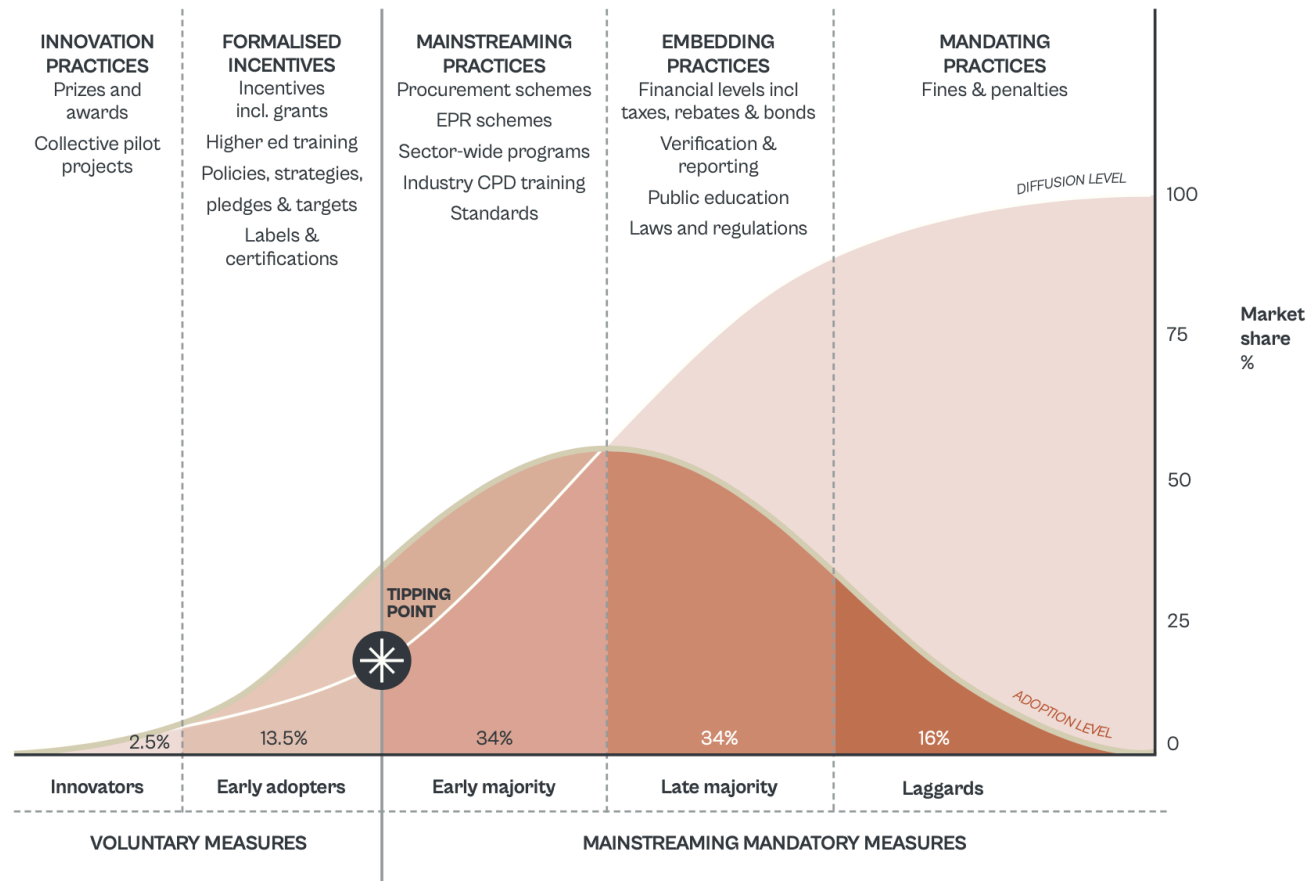 INNOVATION
PRACTICES
Prizes and
awards
Collective pilot
projects
FORMALISED
INCENTIVES
Incentives
incl. grants
Higher ed training
Policies, strategies,
pledges & targets
Labels &
certifications
MAINSTREAMING
PRACTICES
Procurement schemes
EPR schemes
Sector-wide programs
Industry CPD training
Standards
EMBEDDING
PRACTICES
Financial levels incl
taxes, rebates & bonds
Verification &
reporting
Public education
Laws and regulations
MANDATING
PRACTICES
Fines & penalties
DIFFUSION LEVEL
100
75
50
25
0
Market
share
%
TIPPING
POINT
ADOPTION LEVEL
2.5%
13.5%
34%
34%
16%
Innovators
Early adopters
Early majority
Late majority
Laggards
VOLUNTARY MEASURES
MAINSTREAMING MANDATORY MEASURES